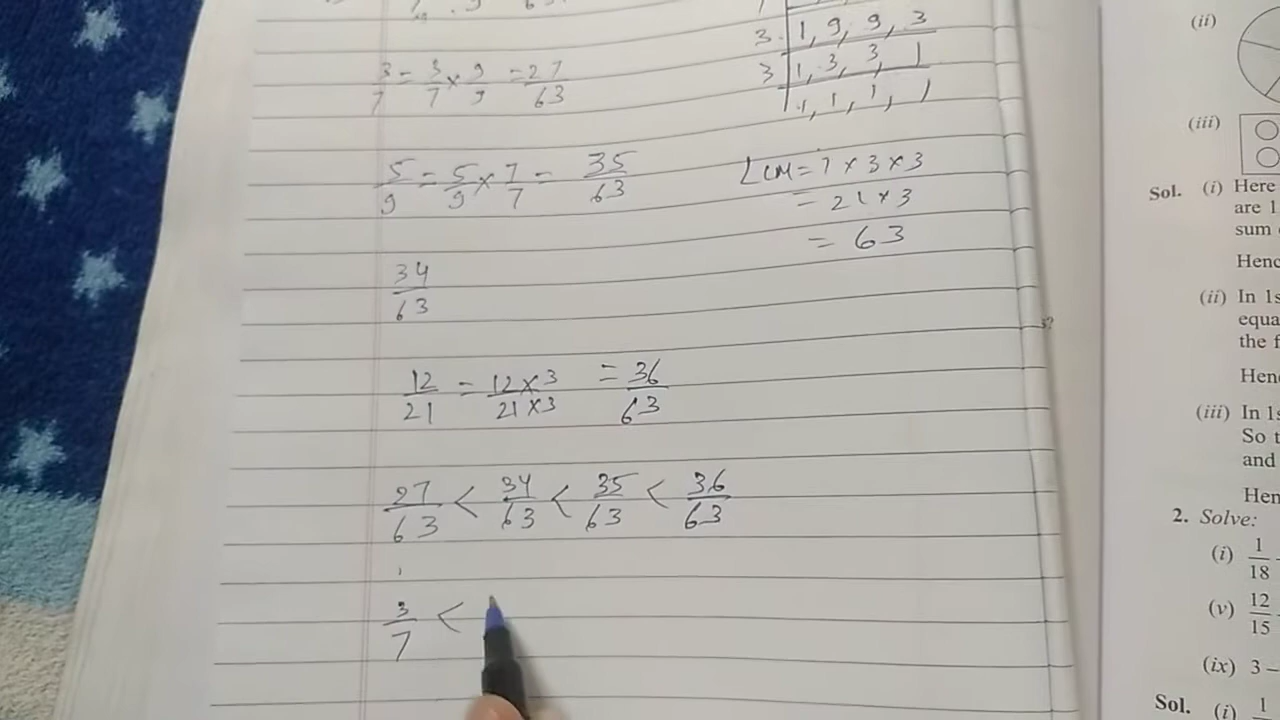 3/7 = 3/7 × 9/9 = 27/63
3 | 1, 9, 9, 3
3 | 1, 3, 3, 1
| 1, 1, 1, 1
5/9 = 5/9 × 7/7 = 35/63
LCM = 7 × 3 × 3
= 21 × 3
= 63
34/63
12/21 = 12 × 3/21 × 3 = 36/63
27/63 < 34/63 < 35/63 < 36/63
3/7 <
(ii)
(iii)
Sol. (i) Here
are 1
sum
Henc
(ii) In 1s
equa
the f
Henc
(iii) In 1s
So t
and
Hen
2. Solve:
(i) 1/18 -
(v) 12/15
(ix) 3 –
Sol. (i) 1